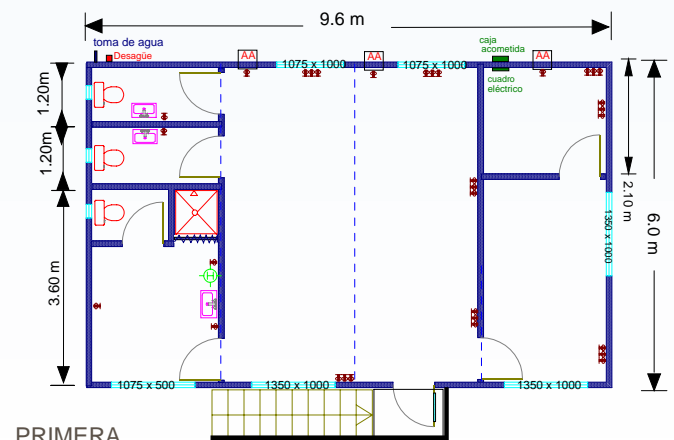 9.6 m
toma de agua
Desagüe
AA
1075 x 1000
AA
1075 x 1000
caja
acometida
cuadro
eléctrico
AA
1.20m
1.20m
3.60 m
2.10 m
6.0 m
1350 x 1000
H
1075 x 500
1350 x 1000
1350 x 1000
PRIMERA